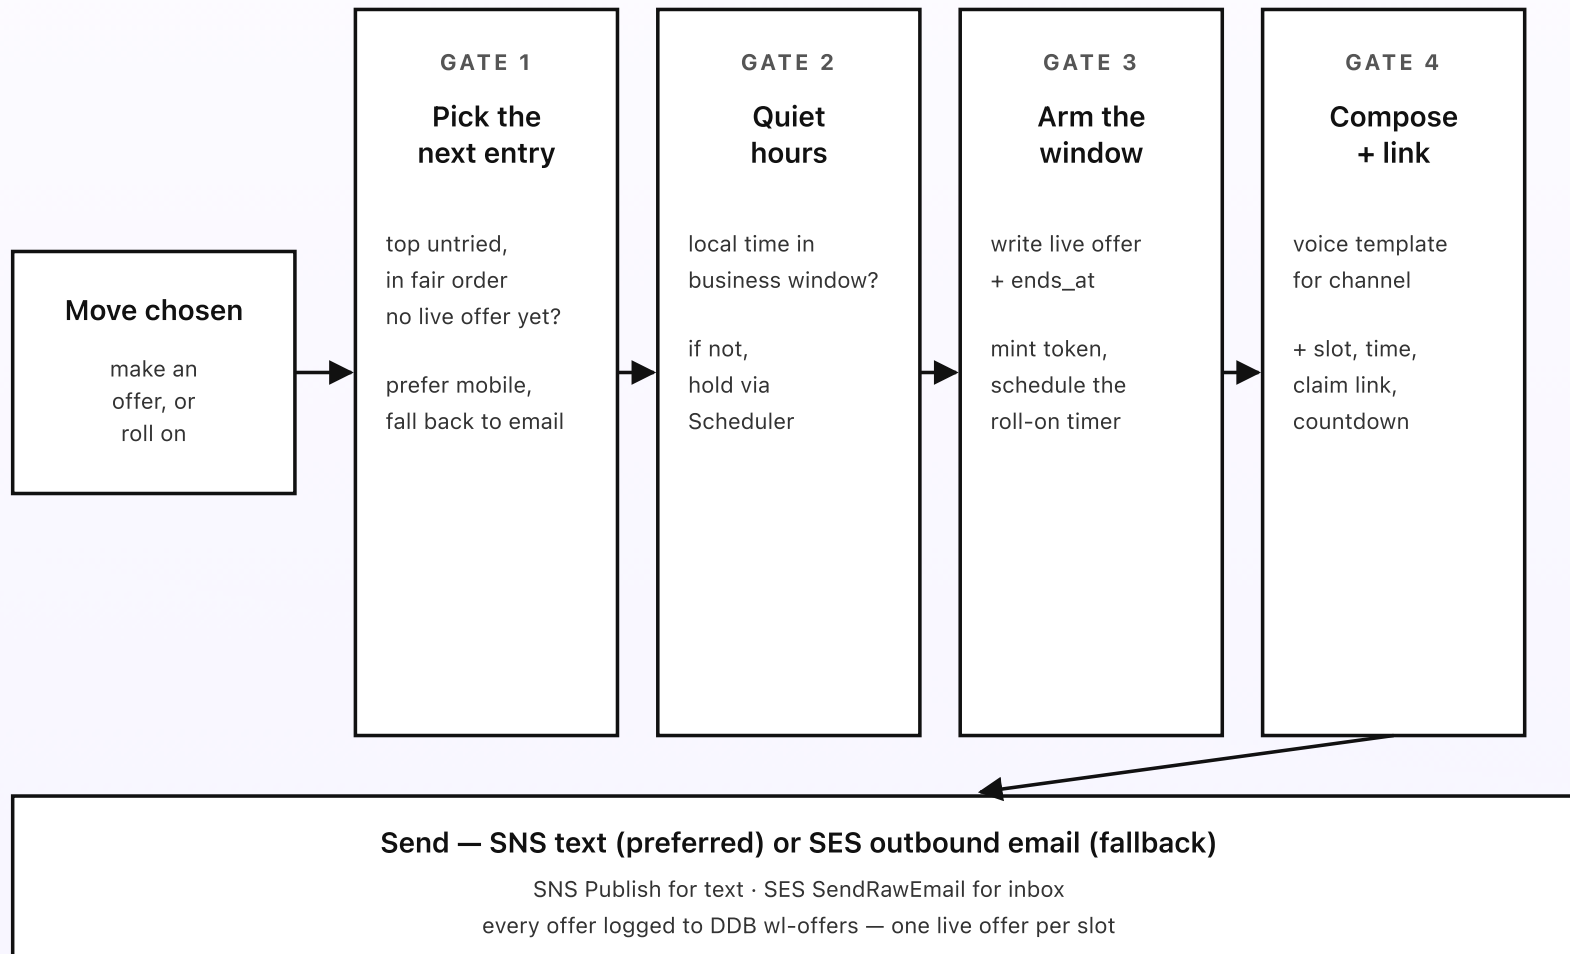 Move chosen
make an
offer, or
roll on
GATE 1
Pick the
next entry
top untried,
in fair order
no live offer yet?
prefer mobile,
fall back to email
GATE 2
Quiet
hours
local time in
business window?
if not,
hold via
Scheduler
GATE 3
Arm the
window
write live offer
+ ends_at
mint token,
schedule the
roll-on timer
GATE 4
Compose
+ link
voice template
for channel
+ slot, time,
claim link,
countdown
Send — SNS text (preferred) or SES outbound email (fallback)
SNS Publish for text · SES SendRawEmail for inbox
every offer logged to DDB wl-offers — one live offer per slot